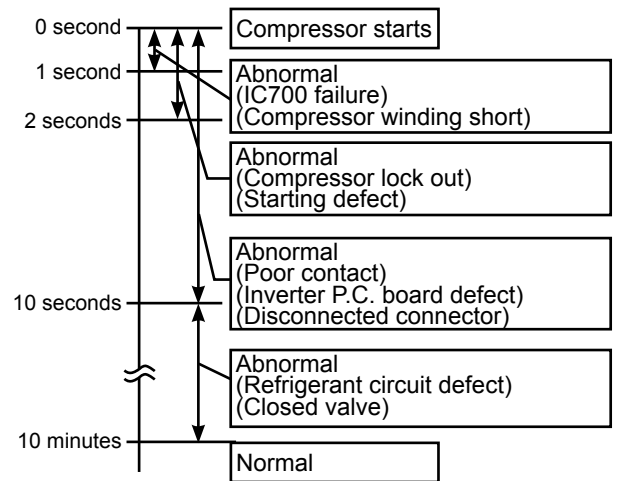 0 second
Compressor starts
1 second
Abnormal
(IC700 failure)
(Compressor winding short)
2 seconds
Abnormal
(Compressor lock out)
(Starting defect)
Abnormal
(Poor contact)
(Inverter P.C. board defect)
(Disconnected connector)
10 seconds
Abnormal
(Refrigerant circuit defect)
(Closed valve)
10 minutes
Normal